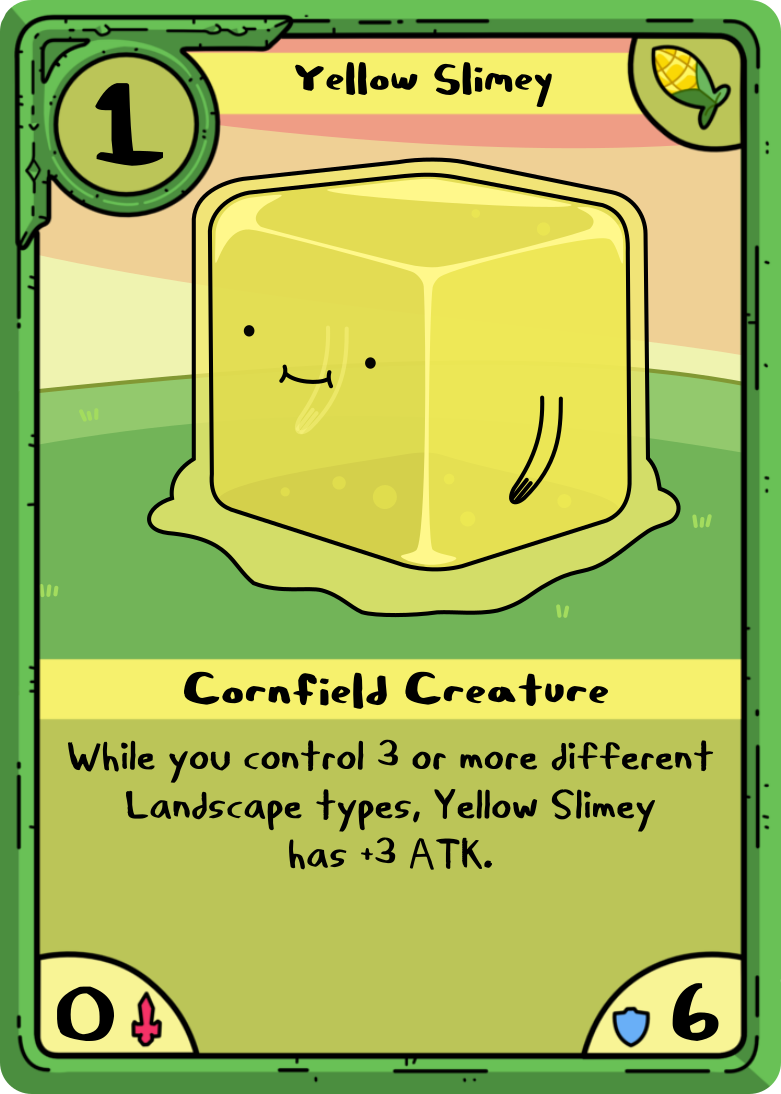 1
Yellow Slimey
Cornfield Creature
While you control 3 or more different
Landscape types, Yellow Slimey
has +3 ATK.
0
6